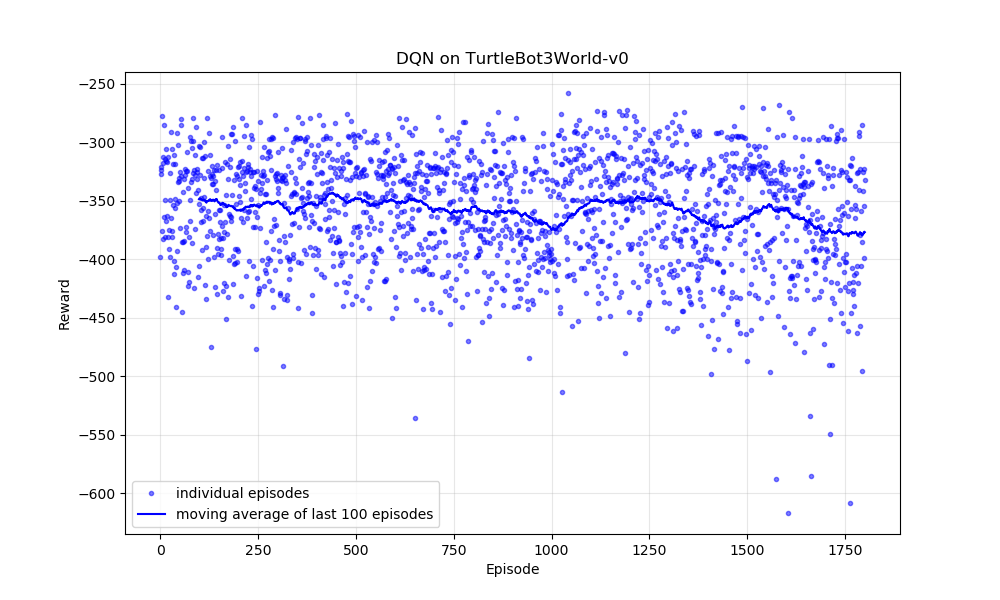 DQN on TurtleBot3World-v0
−250
−300
−350
−400
−450
−500
−550
−600
Reward
individual episodes
moving average of last 100 episodes
0 250 500 750 1000 1250 1500 1750
Episode